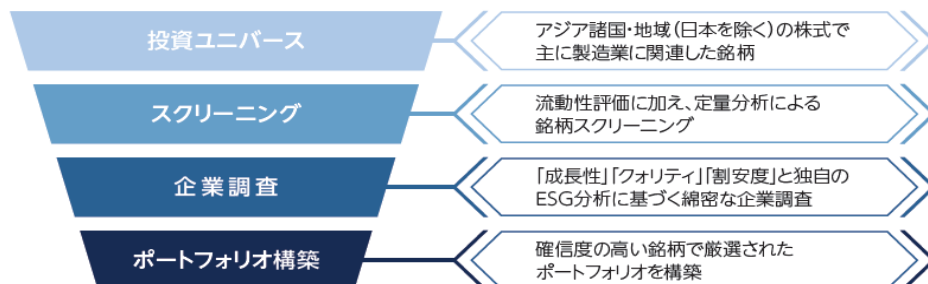 投資ユニバース
アジア諸国・地域(日本を除く)の株式で
主に製造業に関連した銘柄
スクリーニング
流動性評価に加え、定量分析による
銘柄スクリーニング
企業調査
「成長性」「クォリティ」「割安度」と独自の
ESG分析に基づく綿密な企業調査
ポートフォリオ構築
確信度の高い銘柄で厳選された
ポートフォリオを構築